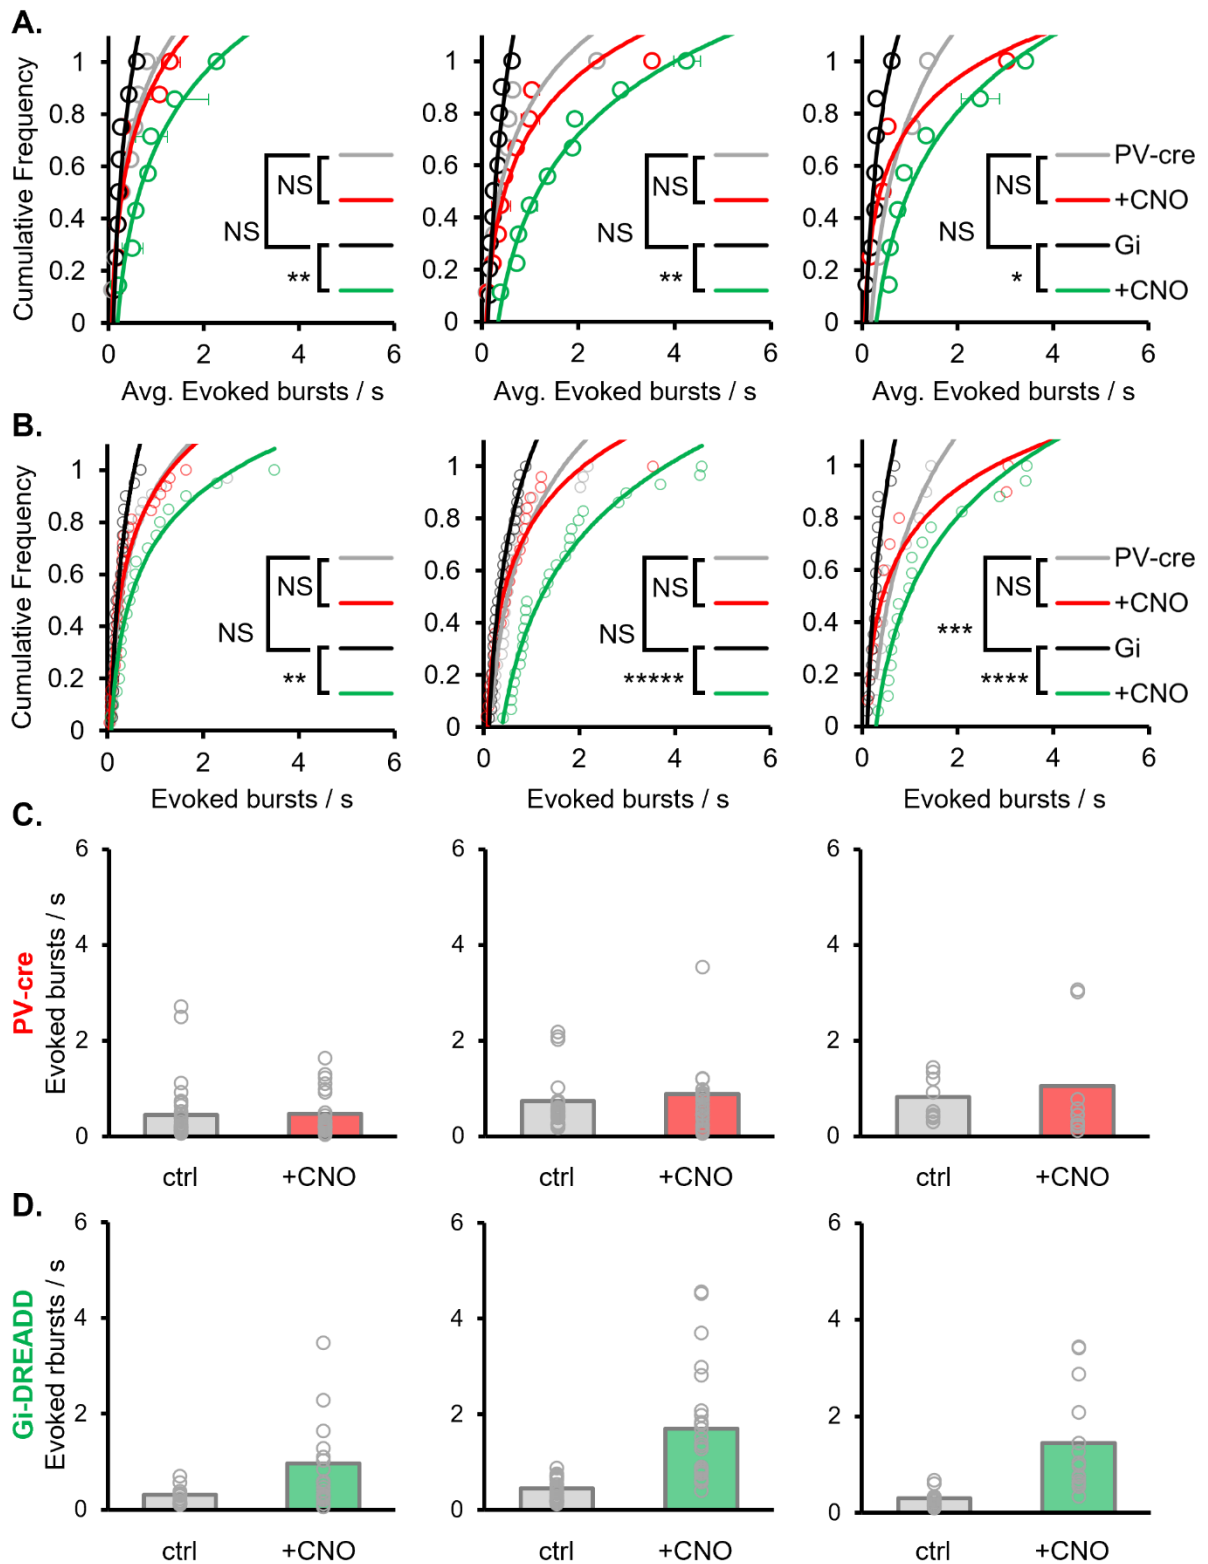 A.
Cumulative Frequency
1
0.8
0.6
0.4
0.2
0
0 2 4 6
Avg. Evoked bursts / s
NS
NS
**
1
0.8
0.6
0.4
0.2
0
0 2 4 6
Avg. Evoked bursts / s
NS
NS
**
1
0.8
0.6
0.4
0.2
0
0 2 4 6
Avg. Evoked bursts / s
NS
NS
*
PV-cre
+CNO
Gi
+CNO
B.
Cumulative Frequency
1
0.8
0.6
0.4
0.2
0
0 2 4 6
Evoked bursts / s
NS
NS
**
1
0.8
0.6
0.4
0.2
0
0 2 4 6
Evoked bursts / s
NS
NS
*****
1
0.8
0.6
0.4
0.2
0
0 2 4 6
Evoked bursts / s
NS
***
****
PV-cre
+CNO
Gi
+CNO
C.
PV-cre
Evoked bursts / s
6
4
2
0
ctrl +CNO
6
4
2
0
ctrl +CNO
6
4
2
0
ctrl +CNO
D.
Gi-DREADD
Evoked rbursts / s
6
4
2
0
ctrl +CNO
6
4
2
0
ctrl +CNO
6
4
2
0
ctrl +CNO